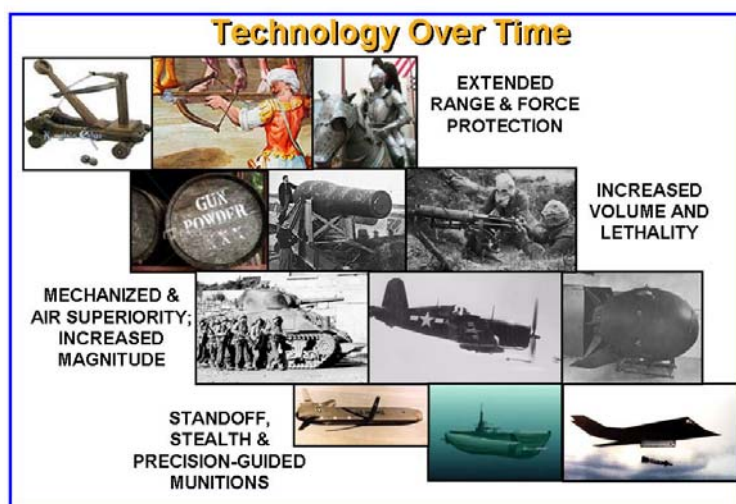 Technology Over Time
EXTENDED
RANGE & FORCE
PROTECTION
GUN
POWDER
XXX
INCREASED
VOLUME AND
LETHALITY
MECHANIZED &
AIR SUPERIORITY;
INCREASED
MAGNITUDE
STANDOFF,
STEALTH &
PRECISION-GUIDED
MUNITIONS